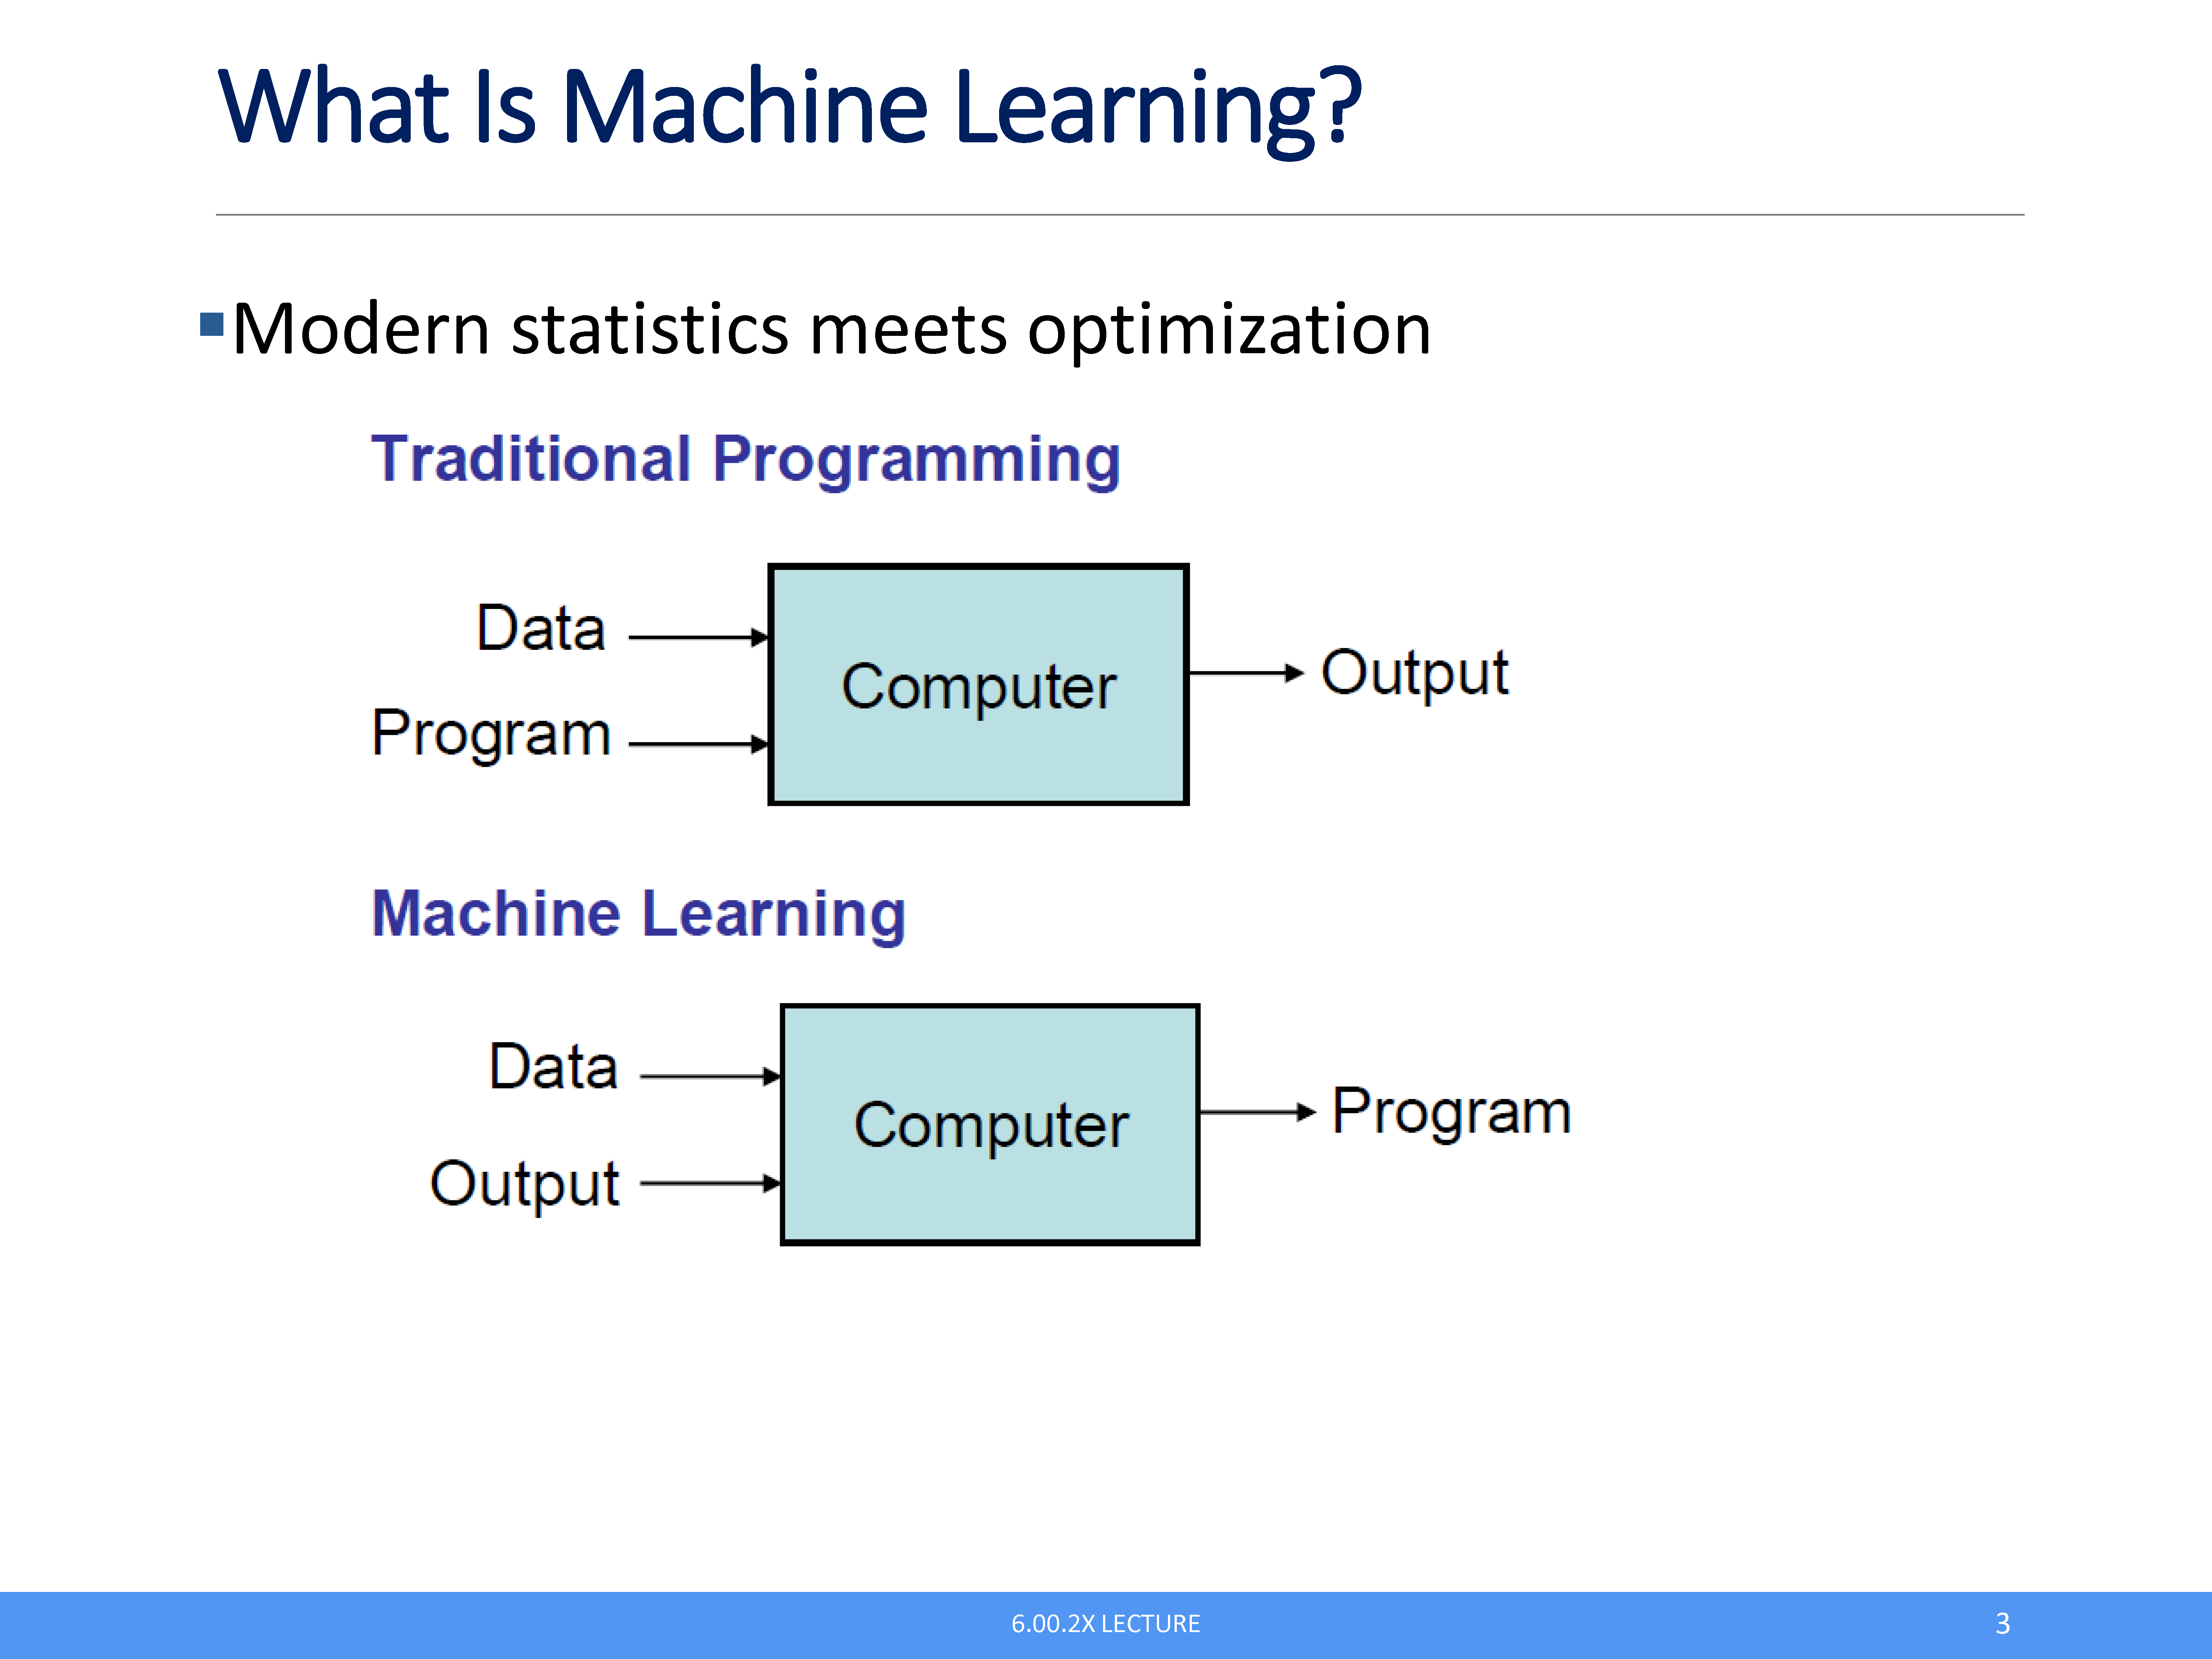 What Is Machine Learning?
Modern statistics meets optimization
Traditional Programming
Data
Program
Computer
Output
Machine Learning
Data
Output
Computer
Program
6.00.2X LECTURE
3